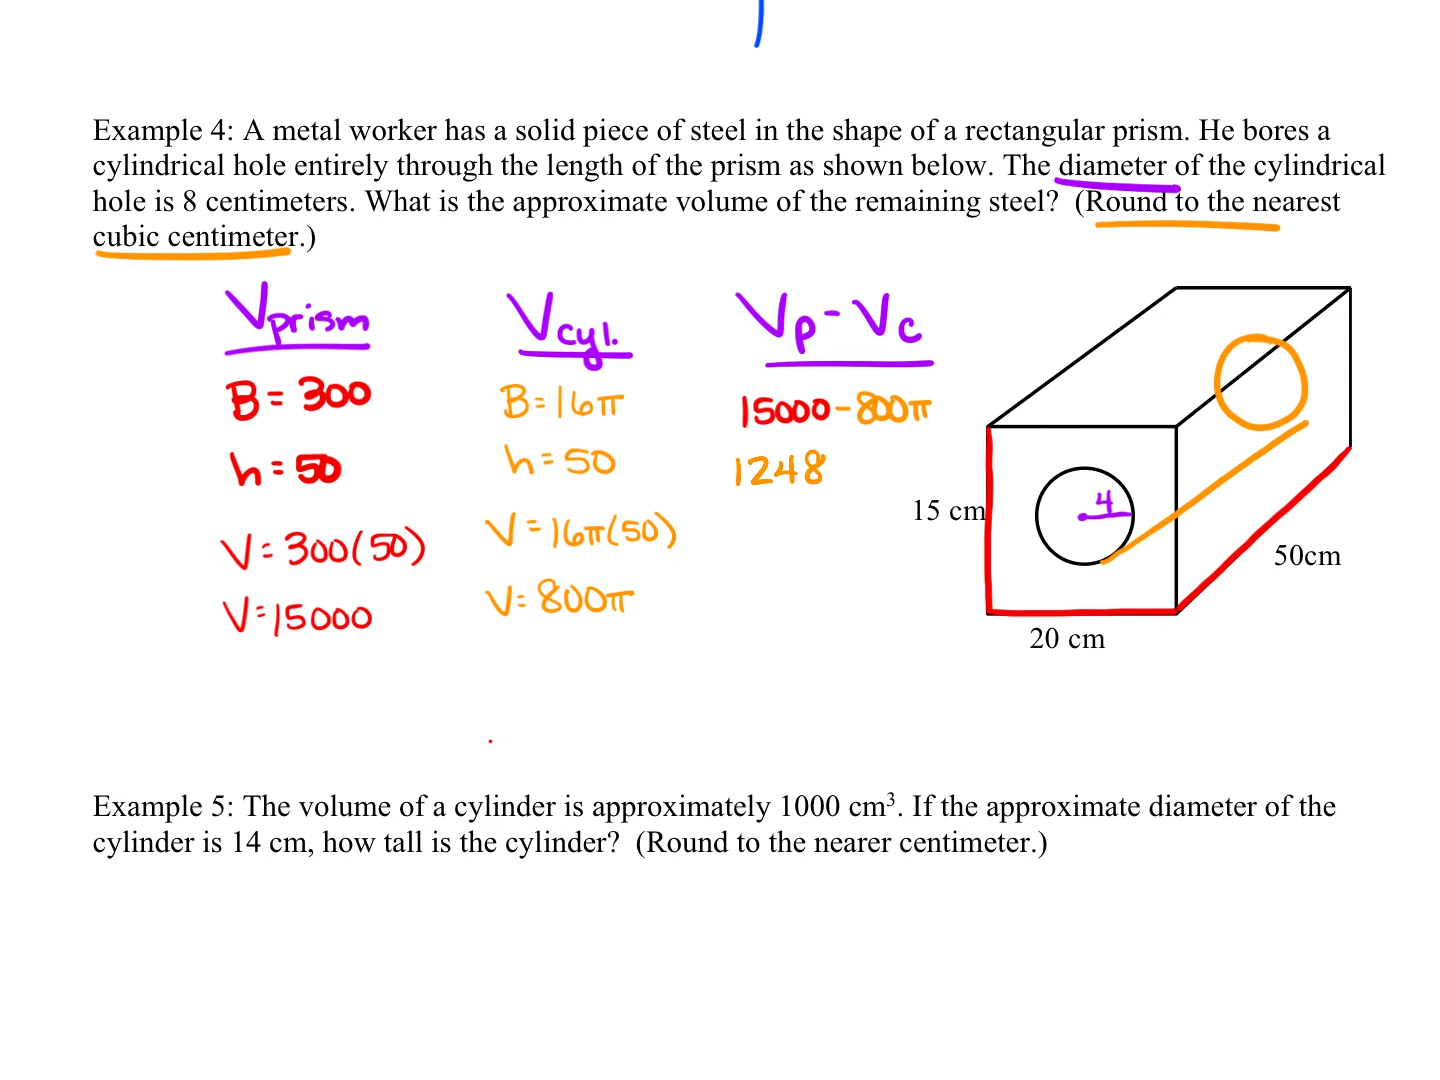 Example 4: A metal worker has a solid piece of steel in the shape of a rectangular prism. He bores a
cylindrical hole entirely through the length of the prism as shown below. The diameter of the cylindrical
hole is 8 centimeters. What is the approximate volume of the remaining steel? (Round to the nearest
cubic centimeter.)
Vprism
B = 300
h = 50
V = 300(50)
V = 15000
Vcyl.
B = 16π
h = 50
V = 16π(50)
V = 800π
Vp - Vc
15000 - 800π
1248
4
15 cm
50cm
20 cm
Example 5: The volume of a cylinder is approximately 1000 cm³. If the approximate diameter of the
cylinder is 14 cm, how tall is the cylinder? (Round to the nearer centimeter.)